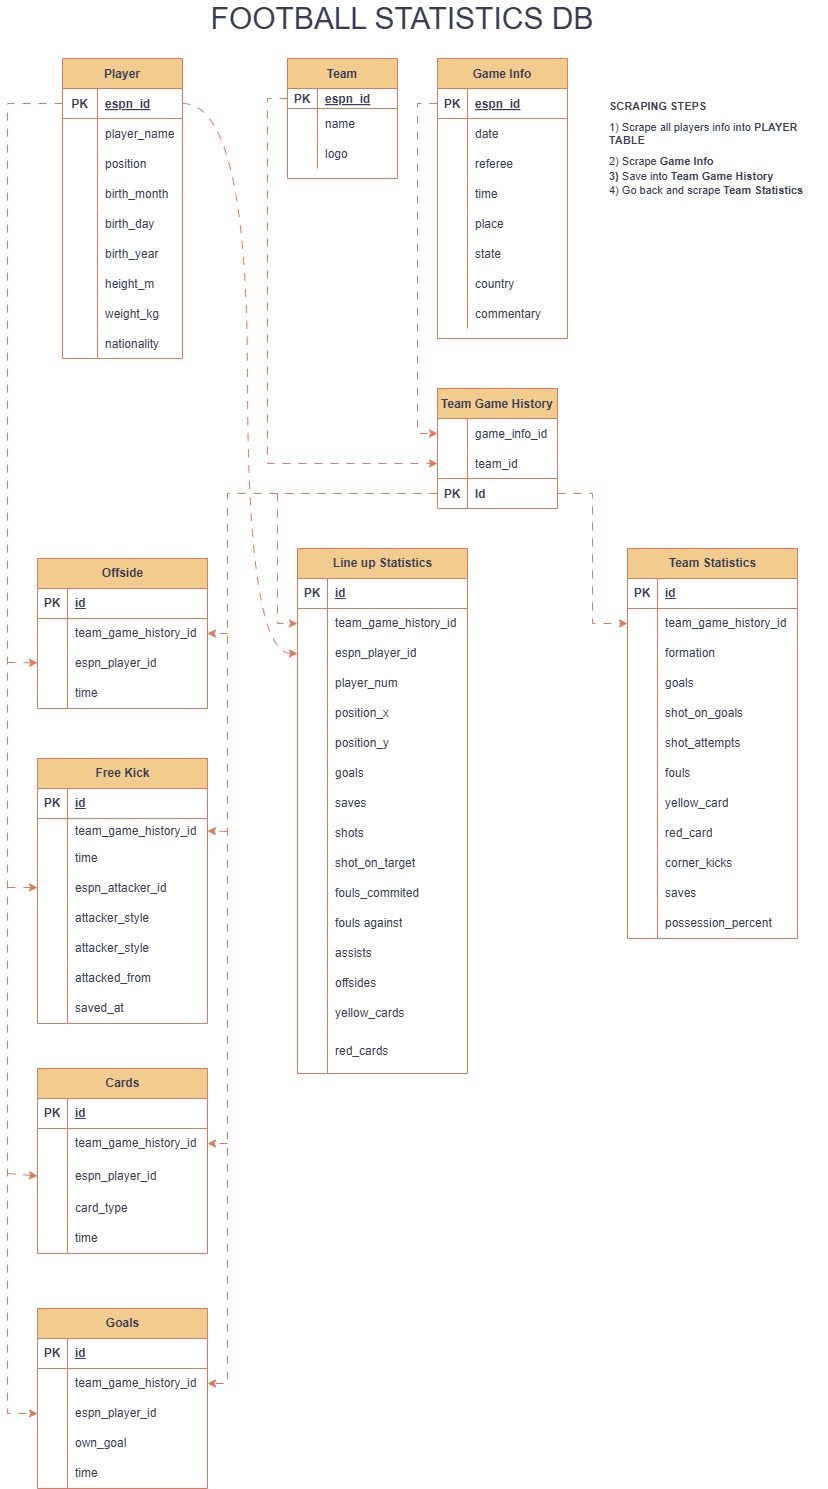 FOOTBALL STATISTICS DB
Player
PK espn_id
player_name
position
birth_month
birth_day
birth_year
height_m
weight_kg
nationality
Team
PK espn_id
name
logo
Game Info
PK espn_id
date
referee
time
place
state
country
commentary
SCRAPING STEPS
1) Scrape all players info into PLAYER
TABLE
2) Scrape Game Info
3) Save into Team Game History
4) Go back and scrape Team Statistics
Team Game History
game_info_id
team_id
PK Id
Offside
PK id
team_game_history_id
espn_player_id
time
Line up Statistics
PK id
team_game_history_id
espn_player_id
player_num
position_x
position_y
goals
saves
shots
shot_on_target
fouls_commited
fouls against
assists
offsides
yellow_cards
red_cards
Team Statistics
PK id
team_game_history_id
formation
goals
shot_on_goals
shot_attempts
fouls
yellow_card
red_card
corner_kicks
saves
possession_percent
Free Kick
PK id
team_game_history_id
time
espn_attacker_id
attacker_style
attacker_style
attacked_from
saved_at
Cards
PK id
team_game_history_id
espn_player_id
card_type
time
Goals
PK id
team_game_history_id
espn_player_id
own_goal
time